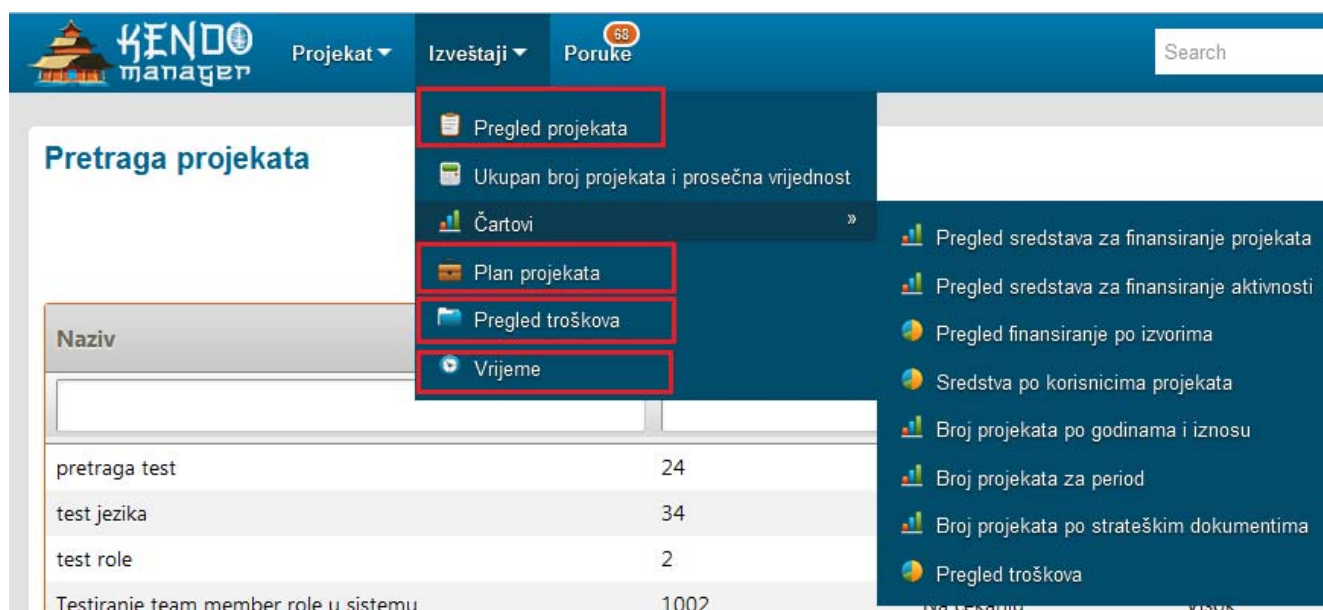 KENDO
manager
Projekat
Izveštaji
Poruke
68
Search
Pretraga projekata
Pregled projekata
Ukupan broj projekata i prosečna vrijednost
Čartovi »
Plan projekata
Pregled troškova
Vrijeme
Pregled sredstava za finansiranje projekata
Pregled sredstava za finansiranje aktivnosti
Pregled finansiranje po izvorima
Sredstva po korisnicima projekata
Broj projekata po godinama i iznosu
Broj projekata za period
Broj projekata po strateškim dokumentima
Pregled troškova
Naziv
pretraga test 24
test jezika 34
test role 2
Testiranje team member role u sistemu 1002 Na čekanju Visok